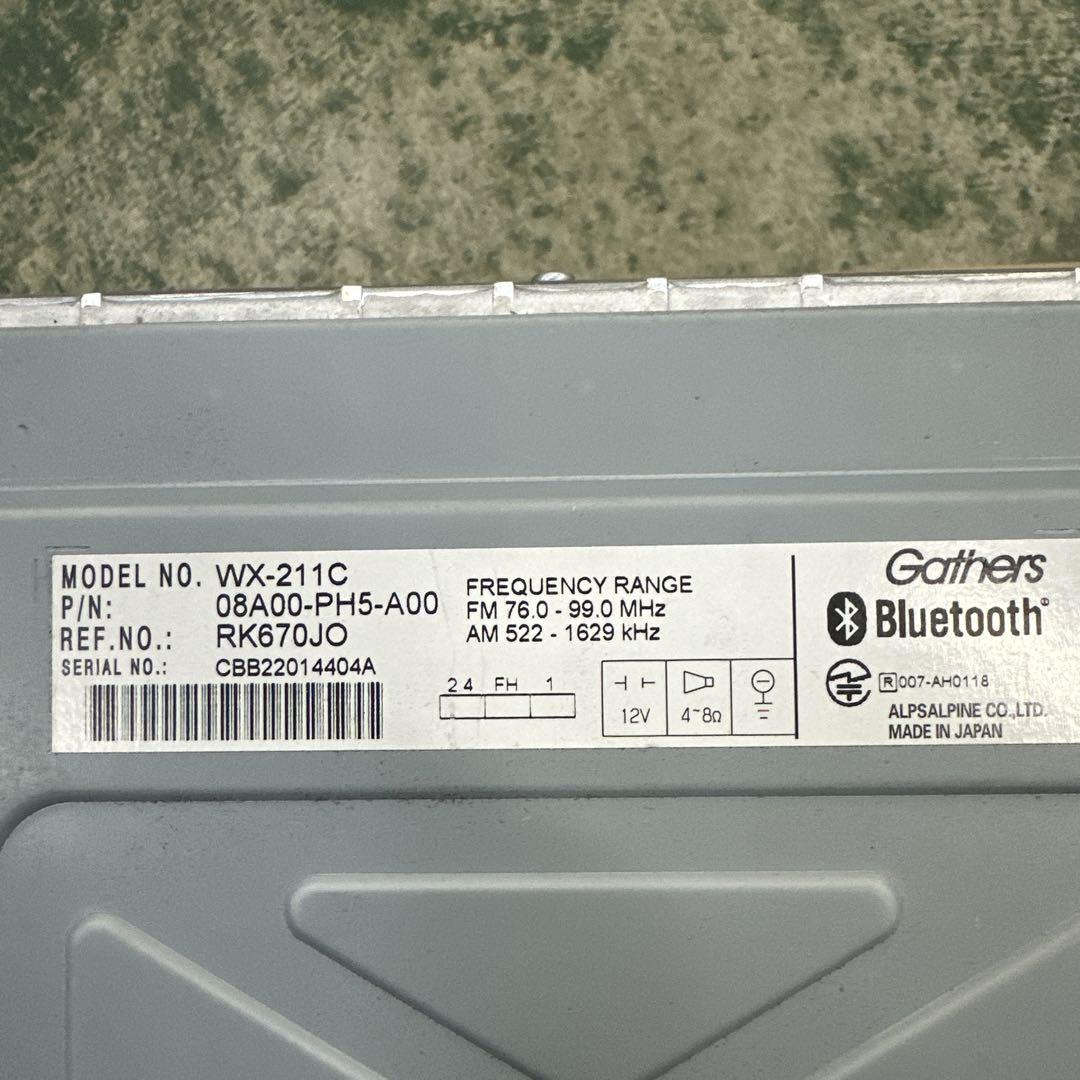 MODEL NO. WX-211C
P/N: 08A00-PH5-A00
REF.NO.: RK670JO
SERIAL NO.: CBB22014404A
FREQUENCY RANGE
FM 76.0 - 99.0 MHz
AM 522 - 1629 kHz
2.4 FH 1
12V 4~8Ω
Gathers
Bluetooth®
R 007-AH0118
ALPSALPINE CO.,LTD.
MADE IN JAPAN